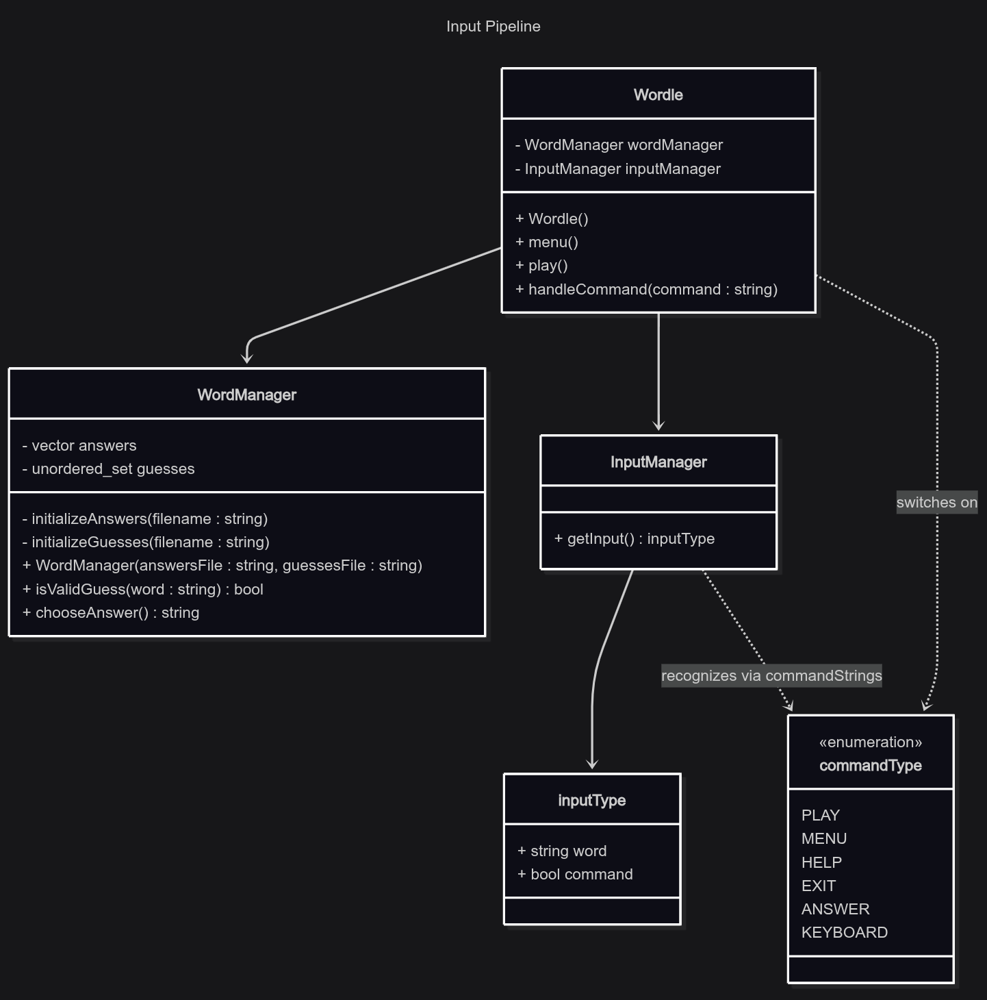 Input Pipeline
Wordle
- WordManager wordManager
- InputManager inputManager
+ Wordle()
+ menu()
+ play()
+ handleCommand(command : string)
WordManager
- vector answers
- unordered_set guesses
- initializeAnswers(filename : string)
- initializeGuesses(filename : string)
+ WordManager(answersFile : string, guessesFile : string)
+ isValidGuess(word : string) : bool
+ chooseAnswer() : string
InputManager
+ getInput() : inputType
switches on
recognizes via commandStrings
inputType
+ string word
+ bool command
«enumeration»
commandType
PLAY
MENU
HELP
EXIT
ANSWER
KEYBOARD